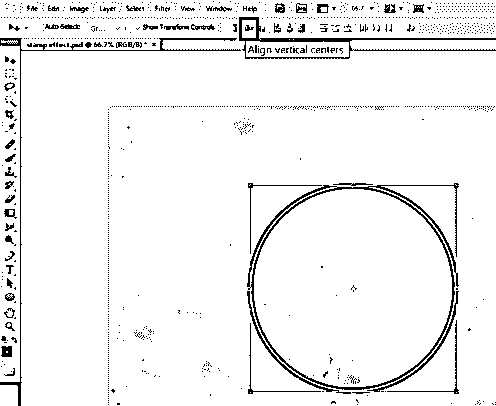 File Edit Image Layer Select Filter View Window Help 66.7
Auto-Select: Gr... Show Transform Controls
stamp effect.psd @ 66.7% (RGB/8) * ×
Align vertical centers